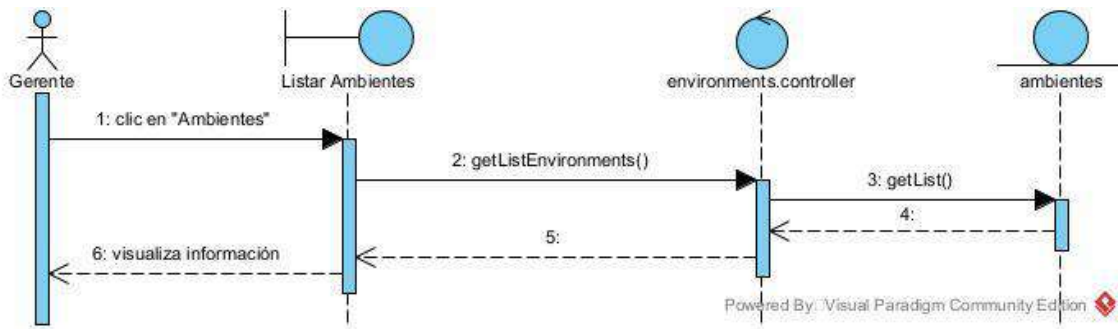 Gerente
Listar Ambientes
environments.controller
ambientes
1: clic en "Ambientes"
2: getListEnvironments()
3: getList()
4:
5:
6: visualiza información
Powered By: Visual Paradigm Community Edition